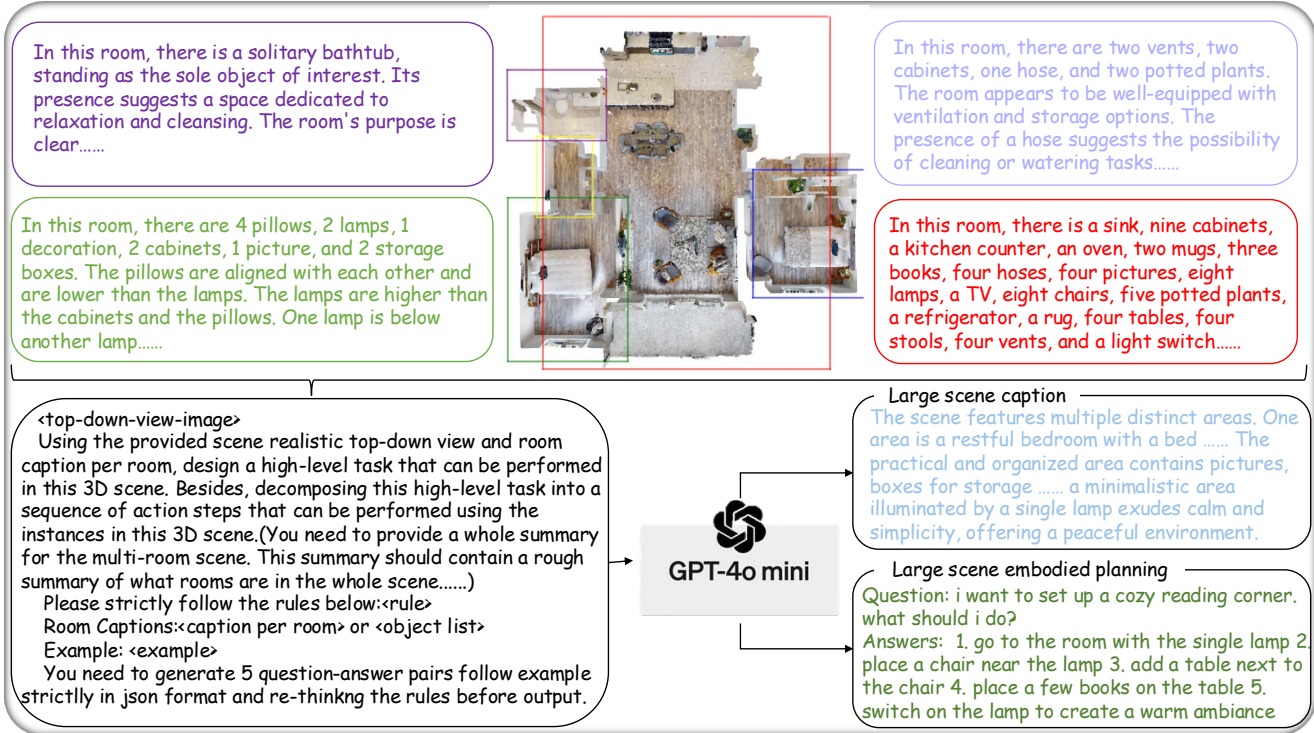 In this room, there is a solitary bathtub,
standing as the sole object of interest. Its
presence suggests a space dedicated to
relaxation and cleansing. The room's purpose is
clear......
In this room, there are two vents, two
cabinets, one hose, and two potted plants.
The room appears to be well-equipped with
ventilation and storage options. The
presence of a hose suggests the possibility
of cleaning or watering tasks......
In this room, there are 4 pillows, 2 lamps, 1
decoration, 2 cabinets, 1 picture, and 2 storage
boxes. The pillows are aligned with each other and
are lower than the lamps. The lamps are higher than
the cabinets and the pillows. One lamp is below
another lamp......
In this room, there is a sink, nine cabinets,
a kitchen counter, an oven, two mugs, three
books, four hoses, four pictures, eight
lamps, a TV, eight chairs, five potted plants,
a refrigerator, a rug, four tables, four
stools, four vents, and a light switch......
<top-down-view-image>
Using the provided scene realistic top-down view and room
caption per room, design a high-level task that can be performed
in this 3D scene. Besides, decomposing this high-level task into a
sequence of action steps that can be performed using the
instances in this 3D scene.(You need to provide a whole summary
for the multi-room scene. This summary should contain a rough
summary of what rooms are in the whole scene......)
Please strictly follow the rules below:<rule>
Room Captions:<caption per room> or <object list>
Example: <example>
You need to generate 5 question-answer pairs follow example
strictlly in json format and re-thinkng the rules before output.
GPT-4o mini
Large scene caption
The scene features multiple distinct areas. One
area is a restful bedroom with a bed ...... The
practical and organized area contains pictures,
boxes for storage ...... a minimalistic area
illuminated by a single lamp exudes calm and
simplicity, offering a peaceful environment.
Large scene embodied planning
Question: i want to set up a cozy reading corner.
what should i do?
Answers: 1. go to the room with the single lamp 2.
place a chair near the lamp 3. add a table next to
the chair 4. place a few books on the table 5.
switch on the lamp to create a warm ambiance